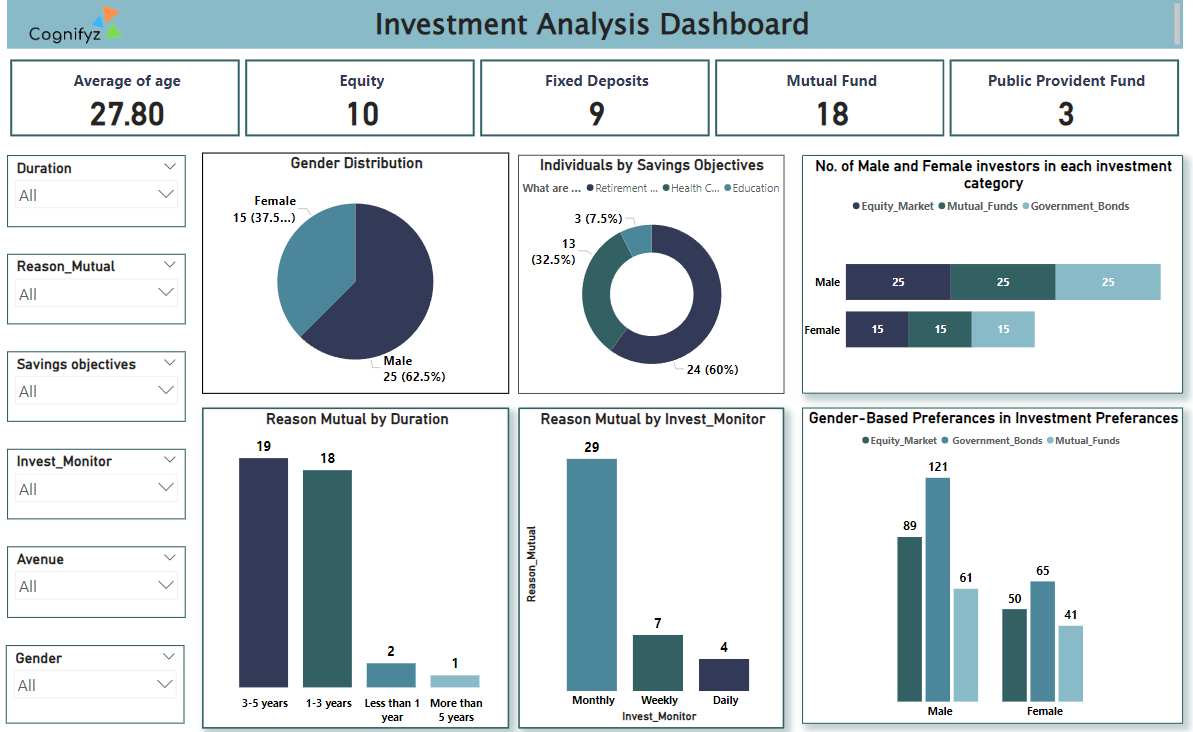 Cognifyz
Investment Analysis Dashboard
Average of age
27.80
Equity
10
Fixed Deposits
9
Mutual Fund
18
Public Provident Fund
3
Duration
All
Reason_Mutual
All
Savings objectives
All
Invest_Monitor
All
Avenue
All
Gender
All
Gender Distribution
Female
15 (37.5...)
Male
25 (62.5%)
Individuals by Savings Objectives
What are ... Retirement ... Health C... Education
3 (7.5%)
13
(32.5%)
24 (60%)
No. of Male and Female investors in each investment
category
Equity_Market Mutual_Funds Government_Bonds
Male 25 25 25
Female 15 15 15
Reason Mutual by Duration
19
18
2
1
3-5 years 1-3 years Less than 1 More than
year 5 years
Reason Mutual by Invest_Monitor
Reason_Mutual
29
7
4
Monthly Weekly Daily
Invest_Monitor
Gender-Based Preferances in Investment Preferances
Equity_Market Government_Bonds Mutual_Funds
121
89
61
65
50
41
Male Female